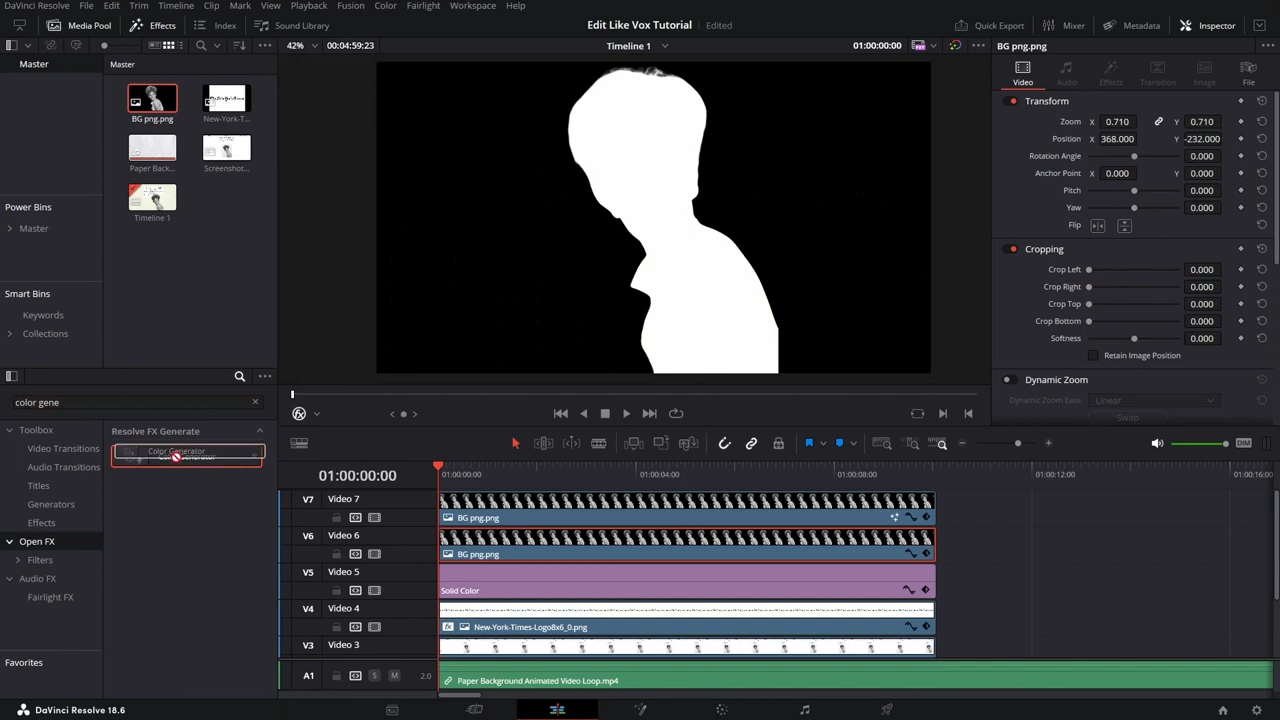 DaVinci Resolve File Edit Trim Timeline Clip Mark View Playback Fusion Color Fairlight Workspace Help
Media Pool Effects Index Sound Library Edit Like Vox Tutorial Edited Quick Export Mixer Metadata Inspector
42% 00:04:59:23 Timeline 1 01:00:00:00 BG png.png
Master Master
Video Audio Effects Transition Image File
BG png.png New-York-T...
Paper Back... Screenshot...
Timeline 1
Power Bins
Master
Smart Bins
Keywords
Collections
Transform
Zoom X 0.710 Y 0.710
Position X 368.000 Y -232.000
Rotation Angle 0.000
Anchor Point X 0.000 Y 0.000
Pitch 0.000
Yaw 0.000
Flip
Cropping
Crop Left 0.000
Crop Right 0.000
Crop Top 0.000
Crop Bottom 0.000
Softness 0.000
Retain Image Position
Dynamic Zoom
Dynamic Zoom Ease Linear
Swap
color gene
Toolbox
Video Transitions
Audio Transitions
Titles
Generators
Effects
Open FX
Filters
Audio FX
Fairlight FX
Favorites
Resolve FX Generate
Color Generator
DIM
01:00:00:00 01:00:00:00 01:00:04:00 01:00:08:00 01:00:12:00 01:00:16:00
V7 Video 7
BG png.png
V6 Video 6
BG png.png
V5 Video 5
Solid Color
V4 Video 4
New-York-Times-Logo8x6_0.png
V3 Video 3
A1 S M 2.0 Paper Background Animated Video Loop.mp4
DaVinci Resolve 18.6